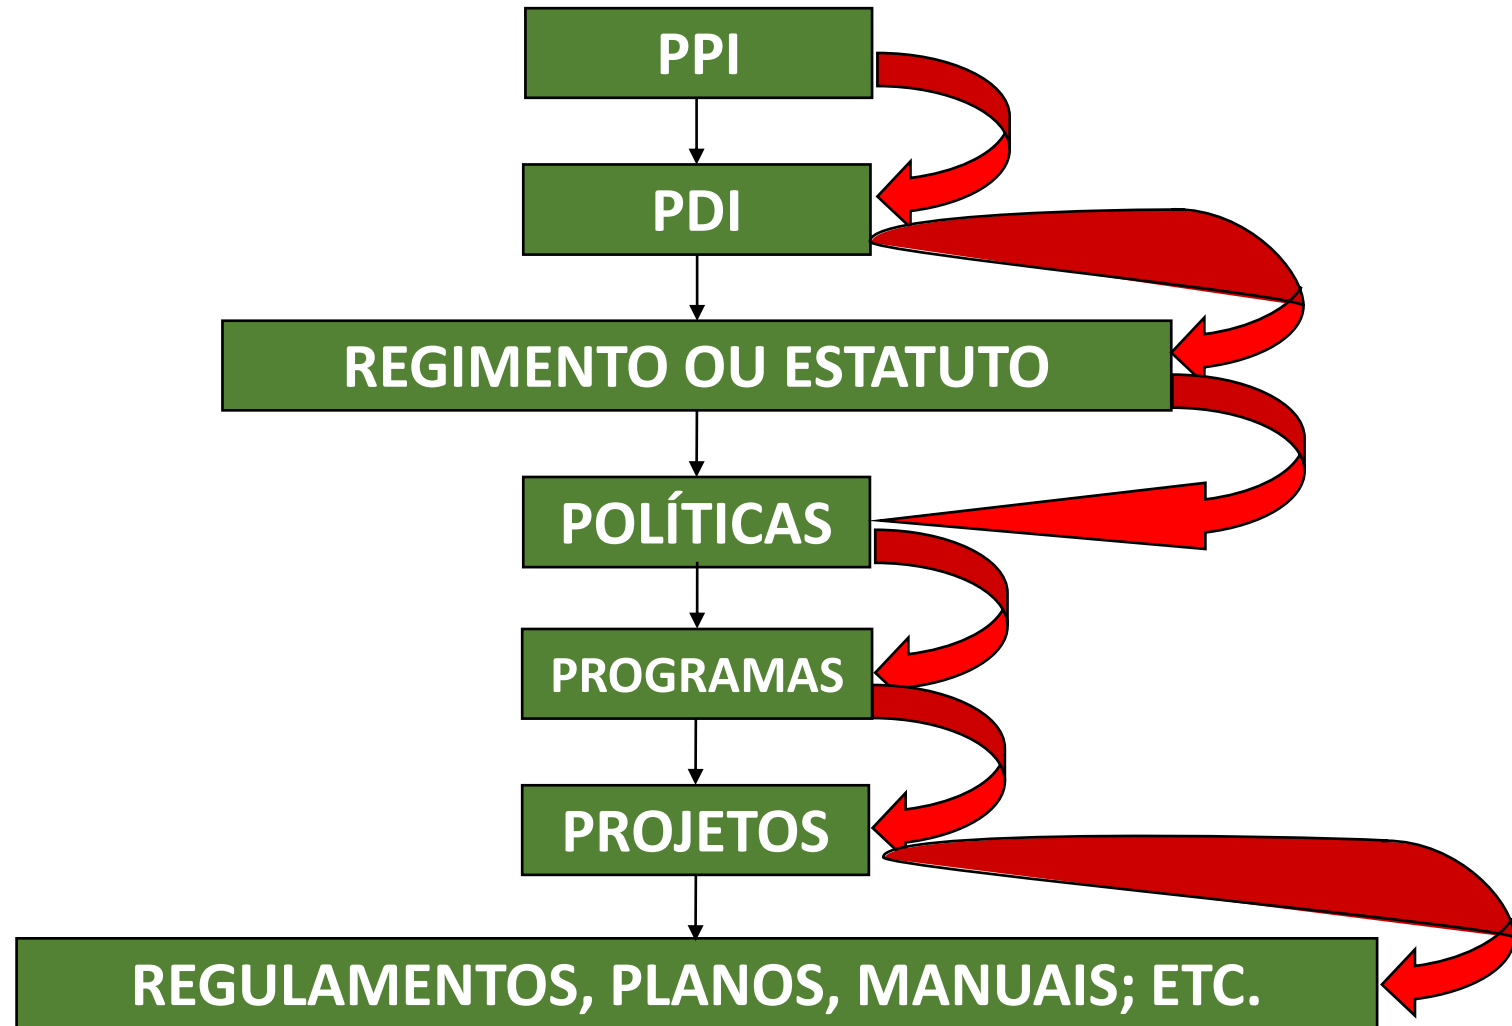 PPI
PDI
REGIMENTO OU ESTATUTO
POLÍTICAS
PROGRAMAS
PROJETOS
REGULAMENTOS, PLANOS, MANUAIS; ETC.